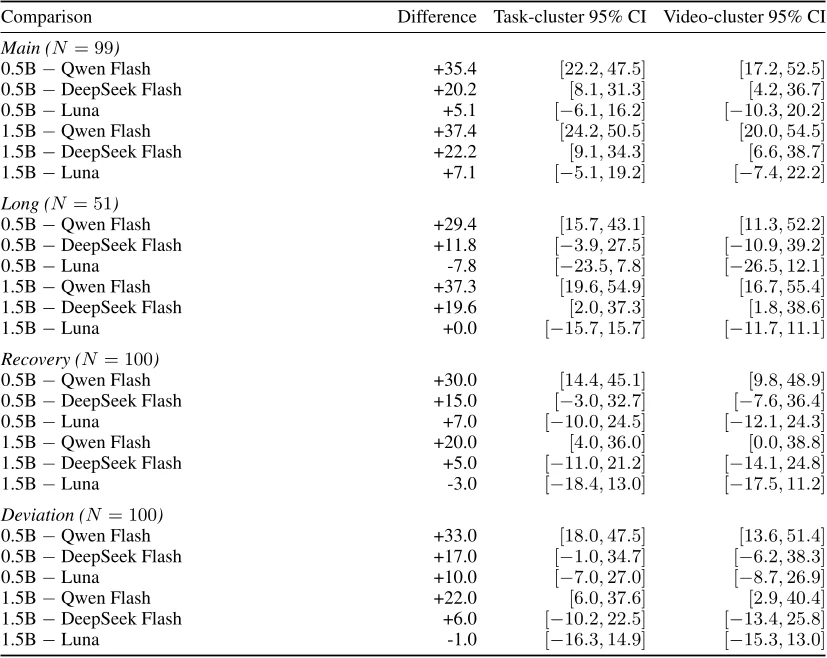 Comparison Difference Task-cluster 95% CI Video-cluster 95% CI
Main (N = 99)
0.5B − Qwen Flash +35.4 [22.2, 47.5] [17.2, 52.5]
0.5B − DeepSeek Flash +20.2 [8.1, 31.3] [4.2, 36.7]
0.5B − Luna +5.1 [−6.1, 16.2] [−10.3, 20.2]
1.5B − Qwen Flash +37.4 [24.2, 50.5] [20.0, 54.5]
1.5B − DeepSeek Flash +22.2 [9.1, 34.3] [6.6, 38.7]
1.5B − Luna +7.1 [−5.1, 19.2] [−7.4, 22.2]
Long (N = 51)
0.5B − Qwen Flash +29.4 [15.7, 43.1] [11.3, 52.2]
0.5B − DeepSeek Flash +11.8 [−3.9, 27.5] [−10.9, 39.2]
0.5B − Luna -7.8 [−23.5, 7.8] [−26.5, 12.1]
1.5B − Qwen Flash +37.3 [19.6, 54.9] [16.7, 55.4]
1.5B − DeepSeek Flash +19.6 [2.0, 37.3] [1.8, 38.6]
1.5B − Luna +0.0 [−15.7, 15.7] [−11.7, 11.1]
Recovery (N = 100)
0.5B − Qwen Flash +30.0 [14.4, 45.1] [9.8, 48.9]
0.5B − DeepSeek Flash +15.0 [−3.0, 32.7] [−7.6, 36.4]
0.5B − Luna +7.0 [−10.0, 24.5] [−12.1, 24.3]
1.5B − Qwen Flash +20.0 [4.0, 36.0] [0.0, 38.8]
1.5B − DeepSeek Flash +5.0 [−11.0, 21.2] [−14.1, 24.8]
1.5B − Luna -3.0 [−18.4, 13.0] [−17.5, 11.2]
Deviation (N = 100)
0.5B − Qwen Flash +33.0 [18.0, 47.5] [13.6, 51.4]
0.5B − DeepSeek Flash +17.0 [−1.0, 34.7] [−6.2, 38.3]
0.5B − Luna +10.0 [−7.0, 27.0] [−8.7, 26.9]
1.5B − Qwen Flash +22.0 [6.0, 37.6] [2.9, 40.4]
1.5B − DeepSeek Flash +6.0 [−10.2, 22.5] [−13.4, 25.8]
1.5B − Luna -1.0 [−16.3, 14.9] [−15.3, 13.0]